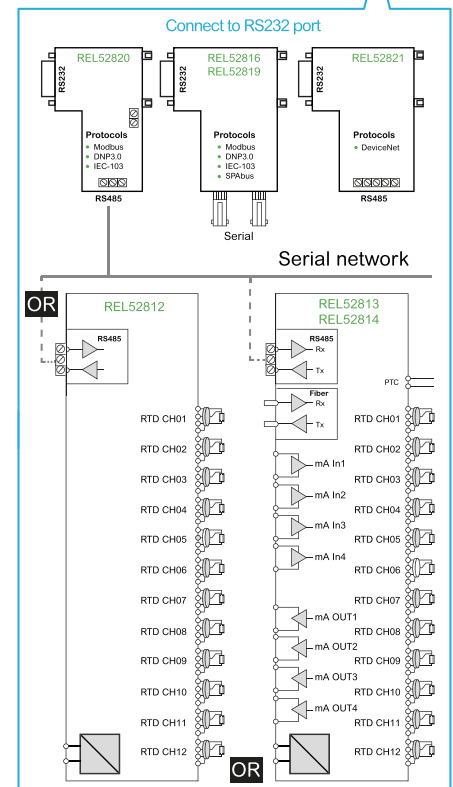 Connect to RS232 port
REL52820
RS232
Protocols
• Modbus
• DNP3.0
• IEC-103
RS485
REL52816
REL52819
RS232
Protocols
• Modbus
• DNP3.0
• IEC-103
• SPAbus
Serial
REL52821
RS232
Protocols
• DeviceNet
RS485
Serial network
OR
REL52812
RS485
RTD CH01
RTD CH02
RTD CH03
RTD CH04
RTD CH05
RTD CH06
RTD CH07
RTD CH08
RTD CH09
RTD CH10
RTD CH11
RTD CH12
OR
REL52813
REL52814
RS485
Rx
Tx
Fiber
Rx
Tx
mA In1
mA In2
mA In3
mA In4
mA OUT1
mA OUT2
mA OUT3
mA OUT4
PTC
RTD CH01
RTD CH02
RTD CH03
RTD CH04
RTD CH05
RTD CH06
RTD CH07
RTD CH08
RTD CH09
RTD CH10
RTD CH11
RTD CH12